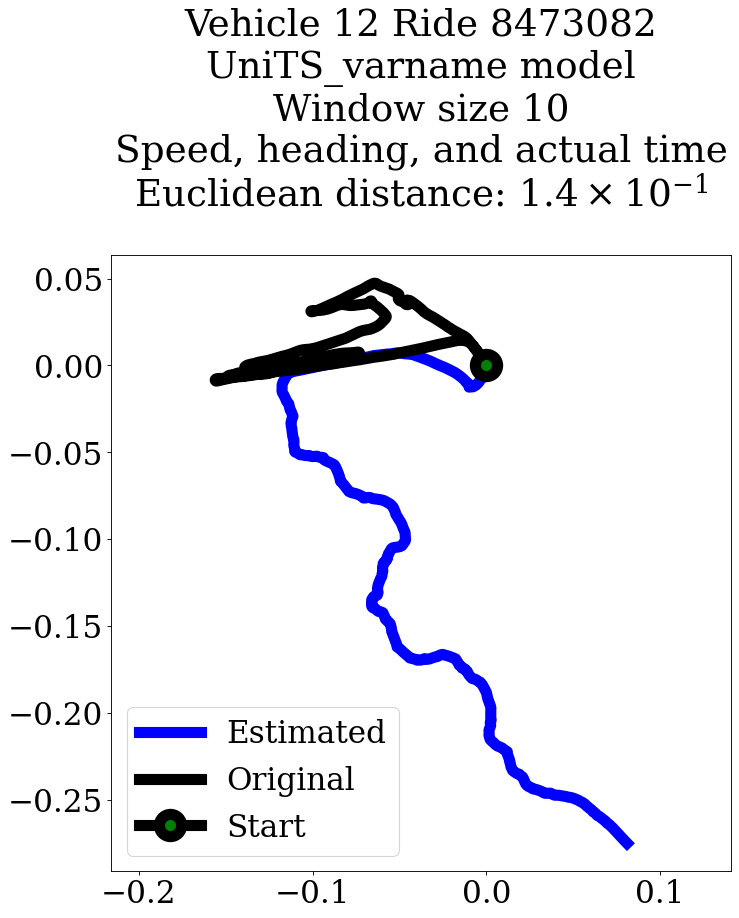 Vehicle 12 Ride 8473082
UniTS_varname model
Window size 10
Speed, heading, and actual time
Euclidean distance: 1.4 × 10⁻¹
0.05
0.00
−0.05
−0.10
−0.15
−0.20
−0.25
Estimated
Original
Start
−0.2 −0.1 0.0 0.1